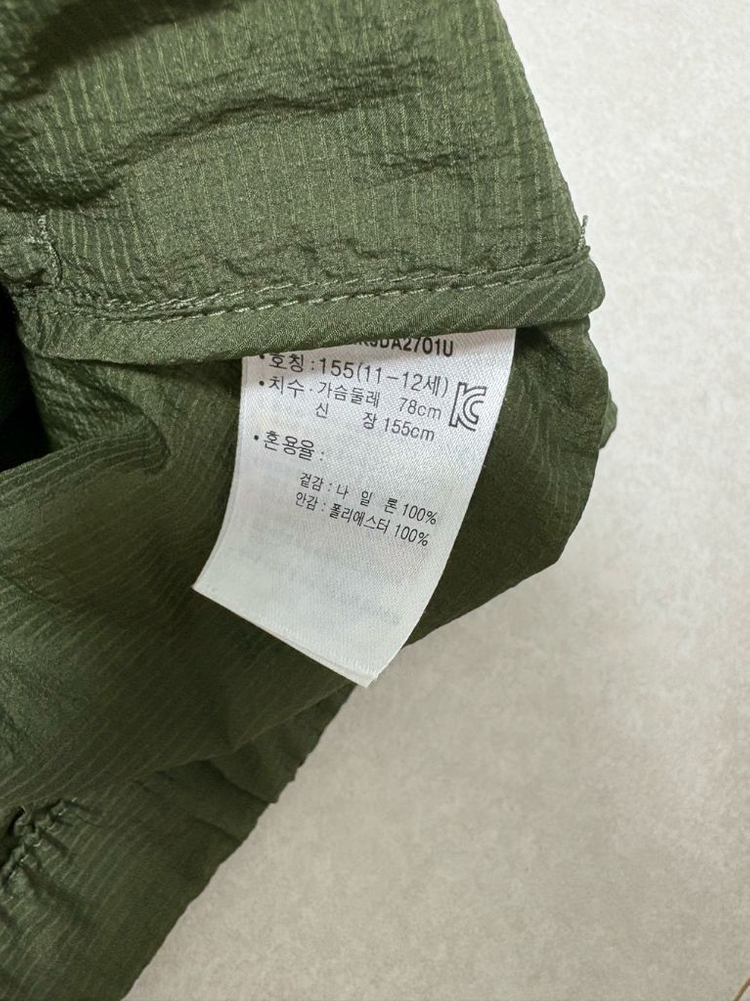 DA2701U
• 호칭 : 155(11-12세)
• 치수 : 가슴둘레 78cm
신 장 155cm
• 혼용율 :
겉감 : 나 일 론 100%
안감 : 폴리에스터 100%